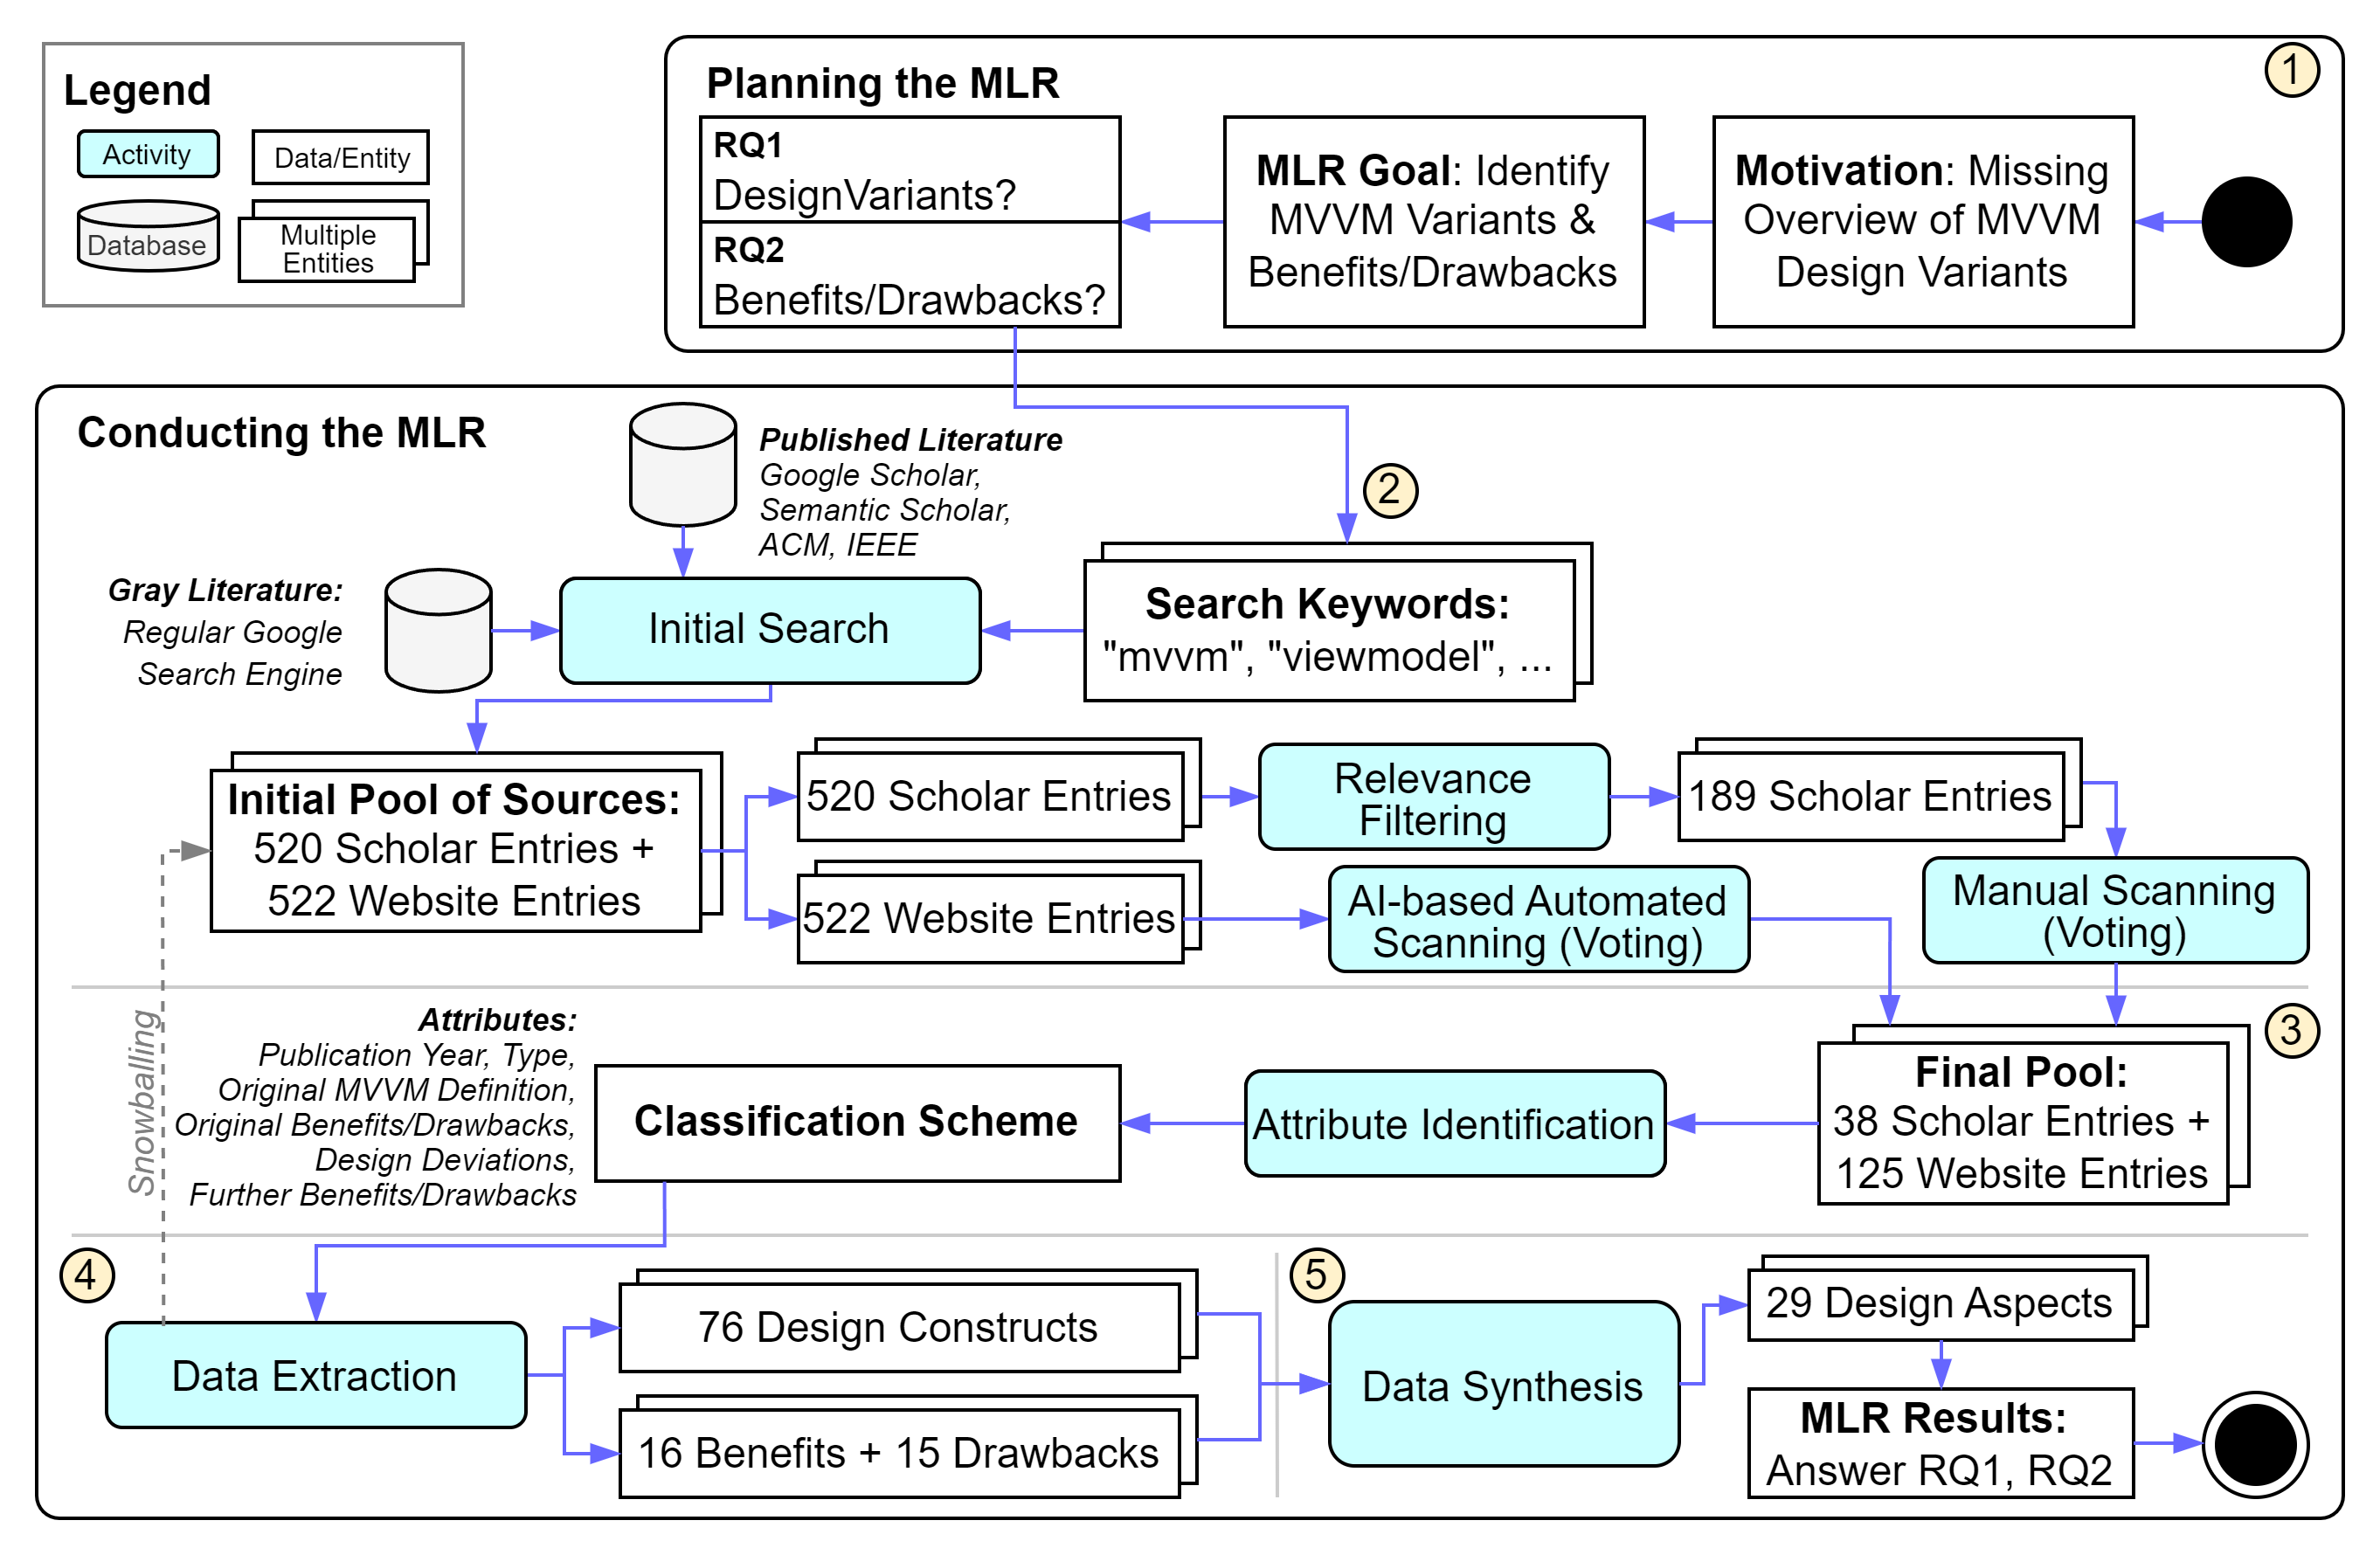 Legend
Activity
Data/Entity
Database
Multiple
Entities
Planning the MLR
1
RQ1
DesignVariants?
RQ2
Benefits/Drawbacks?
MLR Goal: Identify
MVVM Variants &
Benefits/Drawbacks
Motivation: Missing
Overview of MVVM
Design Variants
Conducting the MLR
Published Literature
Google Scholar,
Semantic Scholar,
ACM, IEEE
2
Gray Literature:
Regular Google
Search Engine
Initial Search
Search Keywords:
"mvvm", "viewmodel", ...
Initial Pool of Sources:
520 Scholar Entries +
522 Website Entries
520 Scholar Entries
Relevance
Filtering
189 Scholar Entries
522 Website Entries
AI-based Automated
Scanning (Voting)
Manual Scanning
(Voting)
Snowballing
Attributes:
Publication Year, Type,
Original MVVM Definition,
Original Benefits/Drawbacks,
Design Deviations,
Further Benefits/Drawbacks
Classification Scheme
Attribute Identification
3
Final Pool:
38 Scholar Entries +
125 Website Entries
4
Data Extraction
76 Design Constructs
16 Benefits + 15 Drawbacks
5
Data Synthesis
29 Design Aspects
MLR Results:
Answer RQ1, RQ2